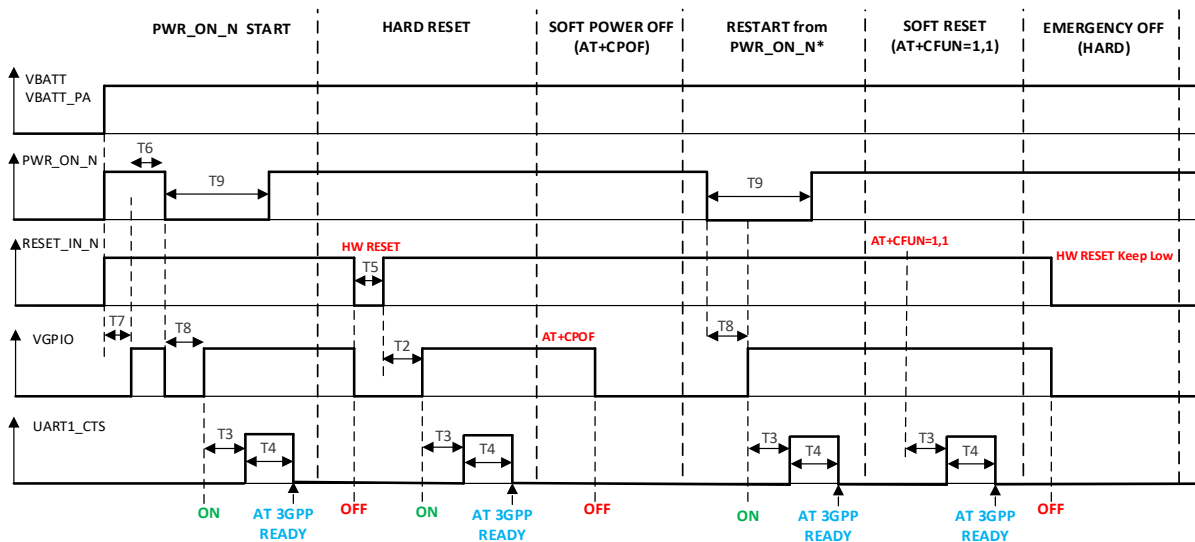 PWR_ON_N START
HARD RESET
SOFT POWER OFF
(AT+CPOF)
RESTART from
PWR_ON_N*
SOFT RESET
(AT+CFUN=1,1)
EMERGENCY OFF
(HARD)
VBATT
VBATT_PA
PWR_ON_N
T6
T9
T9
RESET_IN_N
HW RESET
T5
AT+CFUN=1,1
HW RESET Keep Low
VGPIO
T7
T8
T2
AT+CPOF
T8
UART1_CTS
T3
T4
T3
T4
T3
T4
T3
T4
ON
AT 3GPP
READY
OFF
ON
AT 3GPP
READY
OFF
ON
AT 3GPP
READY
AT 3GPP
READY
OFF